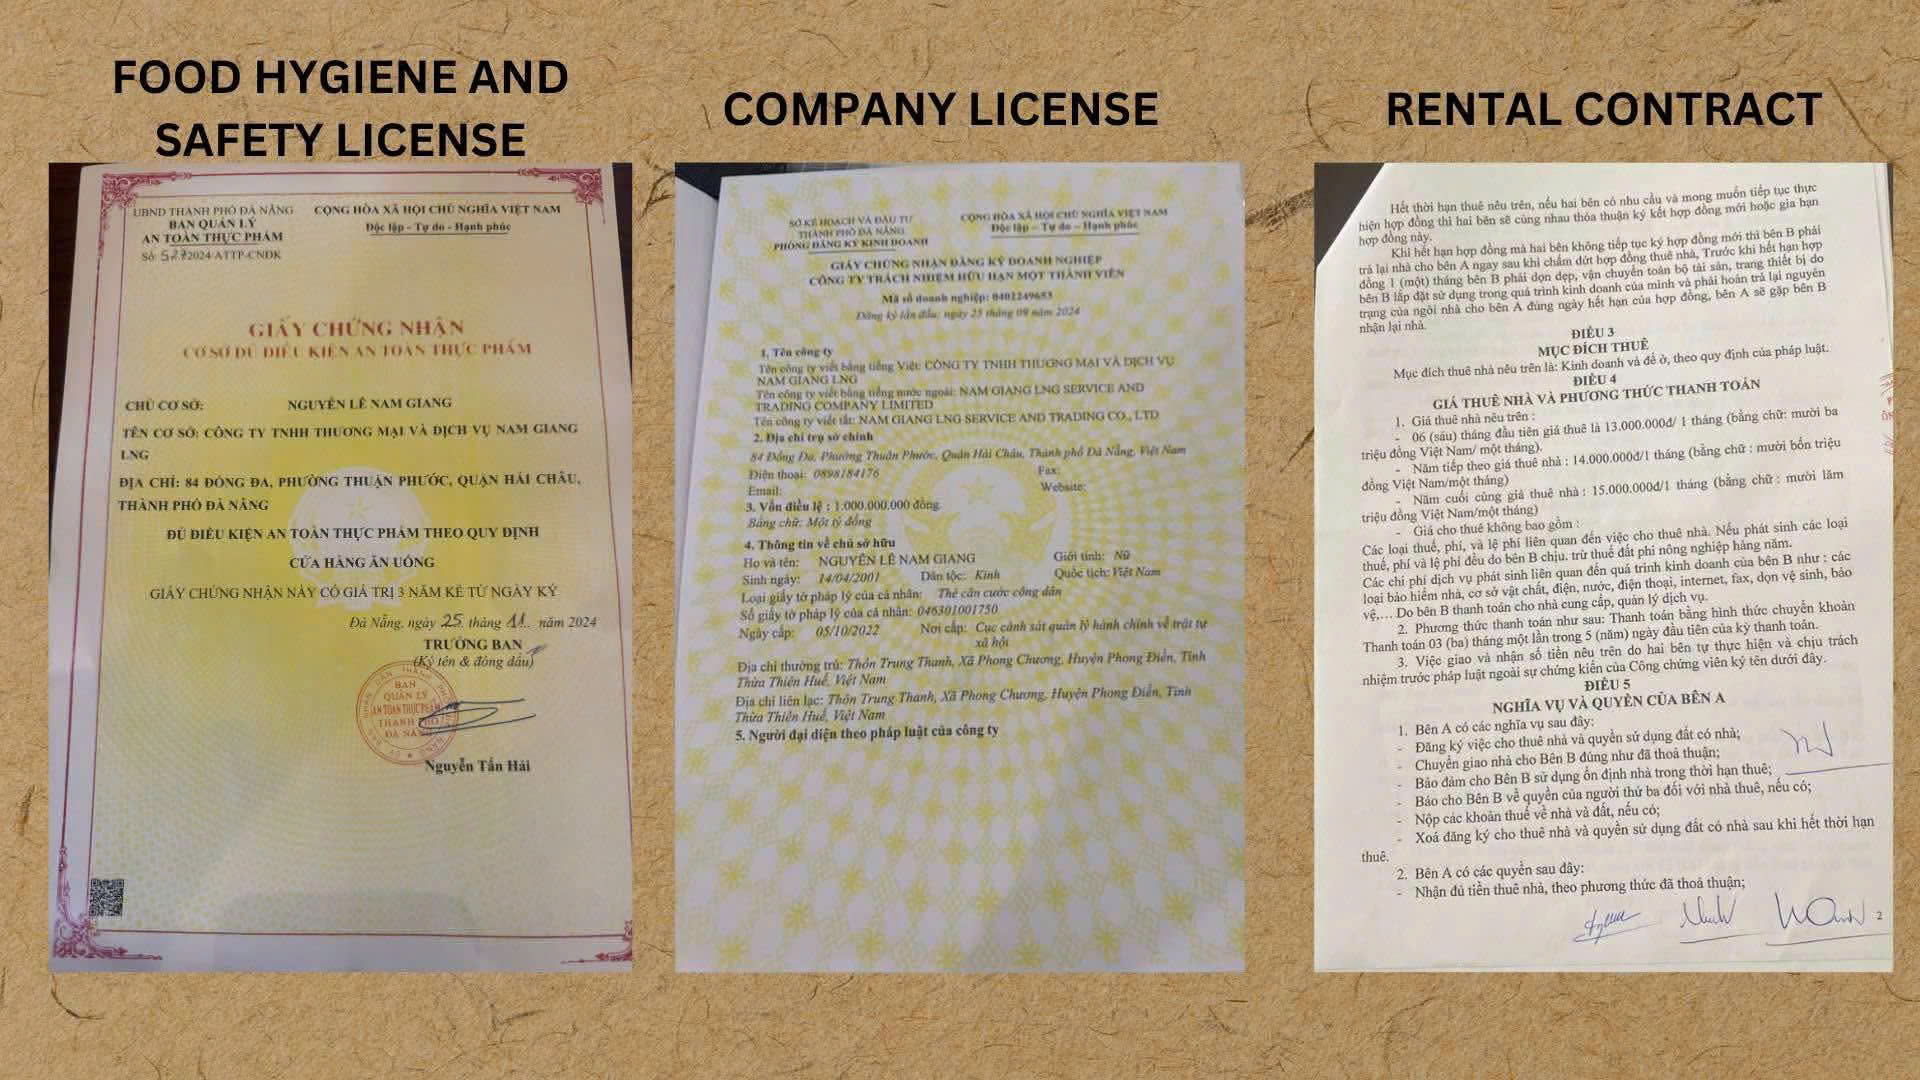 FOOD HYGIENE AND
SAFETY LICENSE
UBND THÀNH PHỐ ĐÀ NẴNG
BAN QUẢN LÝ
AN TOÀN THỰC PHẨM
Số: 2024/ATTP-CNĐK
CỘNG HÒA XÃ HỘI CHỦ NGHĨA VIỆT NAM
Độc lập - Tự do - Hạnh phúc
GIẤY CHỨNG NHẬN
CƠ SỞ ĐỦ ĐIỀU KIỆN AN TOÀN THỰC PHẨM
CHỦ CƠ SỞ: NGUYỄN LÊ NAM GIANG
TÊN CƠ SỞ: CÔNG TY TNHH THƯƠNG MẠI VÀ DỊCH VỤ NAM GIANG
LNG
ĐỊA CHỈ: 84 ĐỐNG ĐA, PHƯỜNG THUẬN PHƯỚC, QUẬN HẢI CHÂU,
THÀNH PHỐ ĐÀ NẴNG
ĐỦ ĐIỀU KIỆN AN TOÀN THỰC PHẨM THEO QUY ĐỊNH
CỬA HÀNG ĂN UỐNG
GIẤY CHỨNG NHẬN NÀY CÓ GIÁ TRỊ 3 NĂM KỂ TỪ NGÀY KÝ
Đà Nẵng, ngày 25 tháng 11 năm 2024
TRƯỞNG BAN
(Ký tên & đóng dấu)
BAN
QUẢN LÝ
AN TOÀN THỰC PHẨM
THÀNH PHỐ
ĐÀ NẴNG
Nguyễn Tấn Hải
COMPANY LICENSE
SỞ KẾ HOẠCH VÀ ĐẦU TƯ
THÀNH PHỐ ĐÀ NẴNG
PHÒNG ĐĂNG KÝ KINH DOANH
CỘNG HÒA XÃ HỘI CHỦ NGHĨA VIỆT NAM
Độc lập - Tự do - Hạnh phúc
GIẤY CHỨNG NHẬN ĐĂNG KÝ DOANH NGHIỆP
CÔNG TY TRÁCH NHIỆM HỮU HẠN MỘT THÀNH VIÊN
Mã số doanh nghiệp: 0402249653
Đăng ký lần đầu: ngày 25 tháng 09 năm 2024
1. Tên công ty
Tên công ty viết bằng tiếng Việt: CÔNG TY TNHH THƯƠNG MẠI VÀ DỊCH VỤ
NAM GIANG LNG
Tên công ty viết bằng tiếng nước ngoài: NAM GIANG LNG SERVICE AND
TRADING COMPANY LIMITED
Tên công ty viết tắt: NAM GIANG LNG SERVICE AND TRADING CO., LTD
2. Địa chỉ trụ sở chính
84 Đống Đa, Phường Thuận Phước, Quận Hải Châu, Thành phố Đà Nẵng, Việt Nam
Điện thoại: 0898184176 Fax:
Email: Website:
3. Vốn điều lệ : 1.000.000.000 đồng.
Bằng chữ: Một tỷ đồng
4. Thông tin về chủ sở hữu
Họ và tên: NGUYỄN LÊ NAM GIANG Giới tính: Nữ
Sinh ngày: 14/04/2001 Dân tộc: Kinh Quốc tịch: Việt Nam
Loại giấy tờ pháp lý của cá nhân: Thẻ căn cước công dân
Số giấy tờ pháp lý của cá nhân: 046301001750
Ngày cấp: 05/10/2022 Nơi cấp: Cục cảnh sát quản lý hành chính về trật tự
xã hội
Địa chỉ thường trú: Thôn Trung Thanh, Xã Phong Chương, Huyện Phong Điền, Tỉnh
Thừa Thiên Huế, Việt Nam
Địa chỉ liên lạc: Thôn Trung Thanh, Xã Phong Chương, Huyện Phong Điền, Tỉnh
Thừa Thiên Huế, Việt Nam
5. Người đại diện theo pháp luật của công ty
RENTAL CONTRACT
Hết thời hạn thuê nêu trên, nếu hai bên có nhu cầu và mong muốn tiếp tục thực
hiện hợp đồng thì hai bên sẽ cùng nhau thỏa thuận ký kết hợp đồng mới hoặc gia hạn
hợp đồng này.
Khi hết hạn hợp đồng mà hai bên không tiếp tục ký hợp đồng mới thì bên B phải
trả lại nhà cho bên A ngay sau khi chấm dứt hợp đồng thuê nhà, Trước khi hết hạn hợp
đồng 1 (một) tháng bên B phải dọn dẹp, vận chuyển toàn bộ tài sản, trang thiết bị do
bên B lắp đặt sử dụng trong quá trình kinh doanh của mình và phải hoàn trả lại nguyên
trạng của ngôi nhà cho bên A đúng ngày hết hạn của hợp đồng, bên A sẽ gặp bên B
nhận lại nhà.
ĐIỀU 3
MỤC ĐÍCH THUÊ
Mục đích thuê nhà nêu trên là: Kinh doanh và để ở, theo quy định của pháp luật.
ĐIỀU 4
GIÁ THUÊ NHÀ VÀ PHƯƠNG THỨC THANH TOÁN
1. Giá thuê nhà nêu trên :
- 06 (sáu) tháng đầu tiên giá thuê là 13.000.000đ/ 1 tháng (bằng chữ: mười ba
triệu đồng Việt Nam/ một tháng).
- Năm tiếp theo giá thuê nhà : 14.000.000đ/1 tháng (bằng chữ : mười bốn triệu
đồng Việt Nam/một tháng)
- Năm cuối cùng giá thuê nhà : 15.000.000đ/1 tháng (bằng chữ : mười lăm
triệu đồng Việt Nam/một tháng)
- Giá cho thuê không bao gồm :
Các loại thuế, phí, và lệ phí liên quan đến việc cho thuê nhà. Nếu phát sinh các loại
thuế, phí và lệ phí đều do bên B chịu. trừ thuế đất phi nông nghiệp hàng năm.
Các chi phí dịch vụ phát sinh liên quan đến quá trình kinh doanh của bên B như : các
loại bảo hiểm nhà, cơ sở vật chất, điện, nước, điện thoại, internet, fax, dọn vệ sinh, bảo
vệ,… Do bên B thanh toán cho nhà cung cấp, quản lý dịch vụ.
2. Phương thức thanh toán như sau: Thanh toán bằng hình thức chuyển khoản
Thanh toán 03 (ba) tháng một lần trong 5 (năm) ngày đầu tiên của kỳ thanh toán.
3. Việc giao và nhận số tiền nêu trên do hai bên tự thực hiện và chịu trách
nhiệm trước pháp luật ngoài sự chứng kiến của Công chứng viên ký tên dưới đây.
ĐIỀU 5
NGHĨA VỤ VÀ QUYỀN CỦA BÊN A
1. Bên A có các nghĩa vụ sau đây:
- Đăng ký việc cho thuê nhà và quyền sử dụng đất có nhà;
- Chuyển giao nhà cho Bên B đúng như đã thoả thuận;
- Bảo đảm cho Bên B sử dụng ổn định nhà trong thời hạn thuê;
- Báo cho Bên B về quyền của người thứ ba đối với nhà thuê, nếu có;
- Nộp các khoản thuế về nhà và đất, nếu có;
- Xoá đăng ký cho thuê nhà và quyền sử dụng đất có nhà sau khi hết thời hạn
thuê.
2. Bên A có các quyền sau đây:
- Nhận đủ tiền thuê nhà, theo phương thức đã thoả thuận;
2